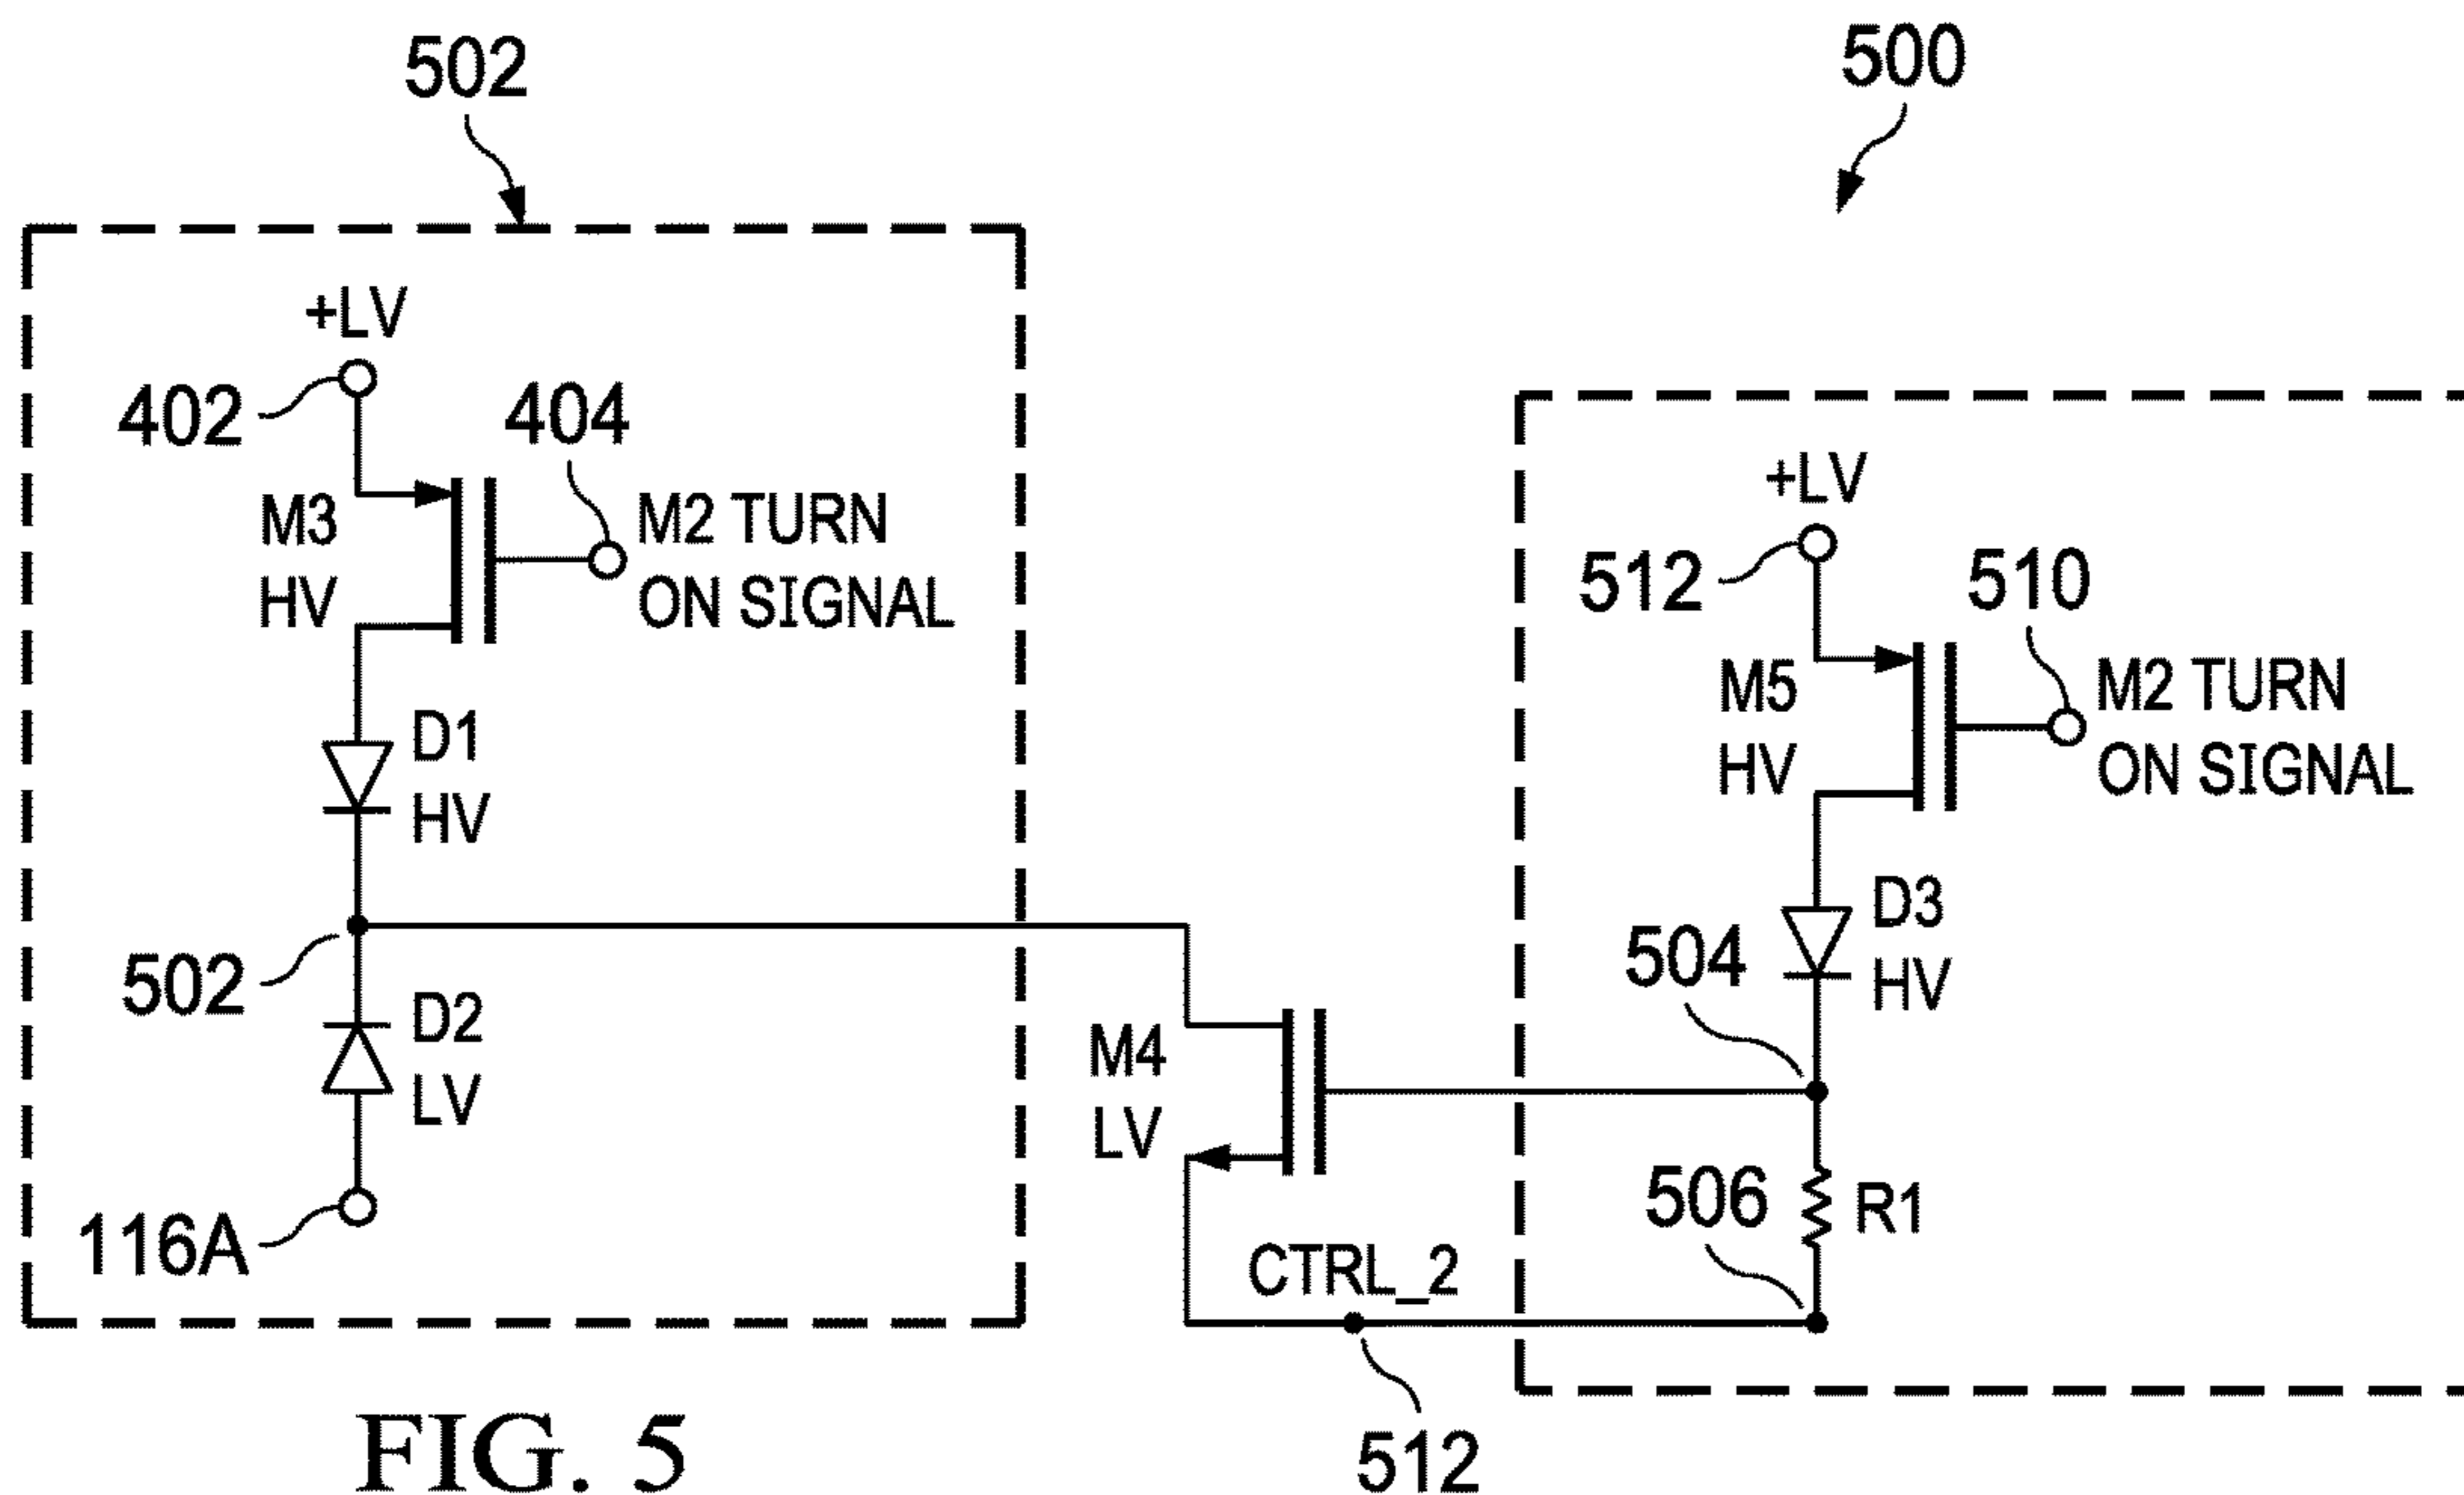 502
500
+LV
402
404
M3
HV
M2 TURN
ON SIGNAL
D1
HV
502
D2
LV
116A
M4
LV
CTRL_2
512
+LV
512
510
M5
HV
M2 TURN
ON SIGNAL
D3
HV
504
506
R1
FIG. 5